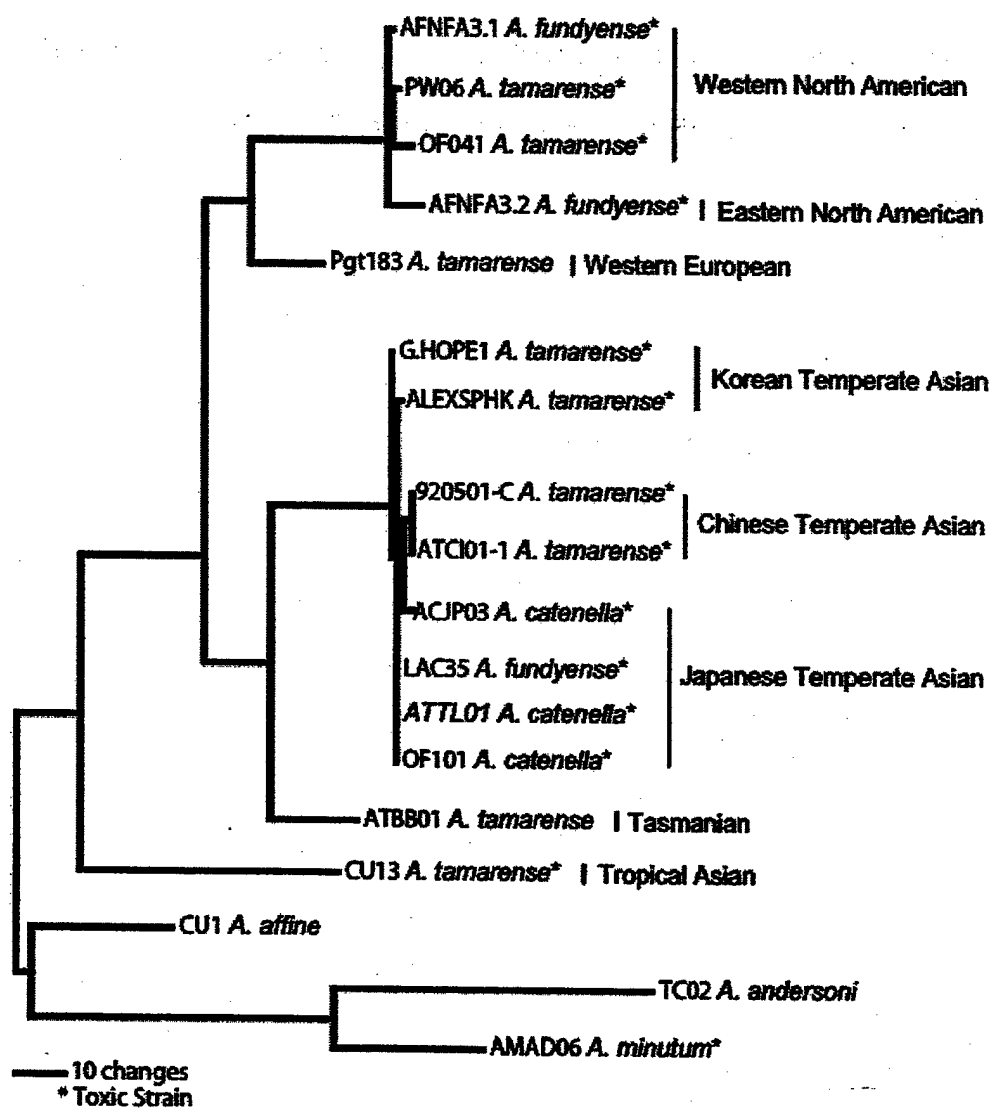 AFNFA3.1 A. fundyense*
PW06 A. tamarense*
Western North American
OF041 A. tamarense*
AFNFA3.2 A. fundyense*
Eastern North American
Pgt183 A. tamarense
Western European
G.HOPE1 A. tamarense*
ALEXSPHK A. tamarense*
Korean Temperate Asian
920501-C A. tamarense*
ATCI01-1 A. tamarense*
Chinese Temperate Asian
ACJP03 A. catenella*
LAC35 A. fundyense*
ATTL01 A. catenella*
OF101 A. catenella*
Japanese Temperate Asian
ATBB01 A. tamarense
Tasmanian
CU13 A. tamarense*
Tropical Asian
CU1 A. affine
TC02 A. andersoni
AMAD06 A. minutum*
10 changes
* Toxic Strain